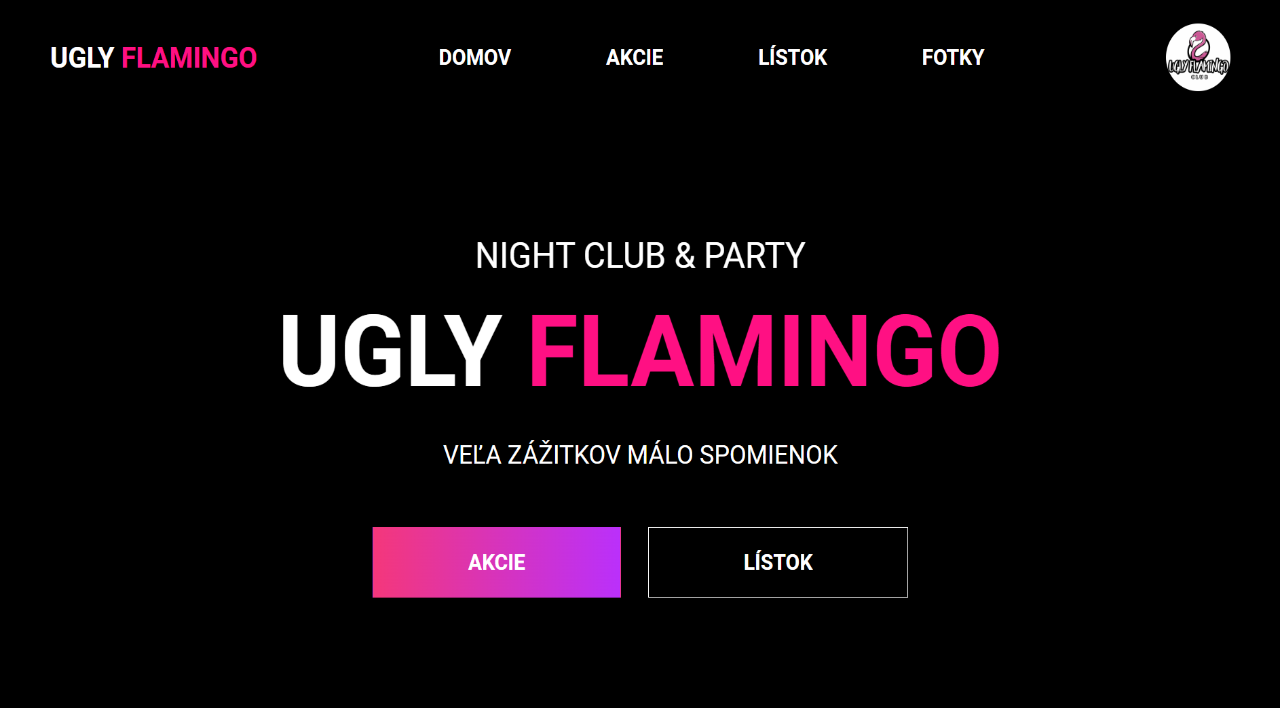 UGLY FLAMINGO
DOMOV
AKCIE
LÍSTOK
FOTKY
UGLY FLAMINGO
CLUB
NIGHT CLUB & PARTY
UGLY FLAMINGO
VEĽA ZÁŽITKOV MÁLO SPOMIENOK
AKCIE
LÍSTOK